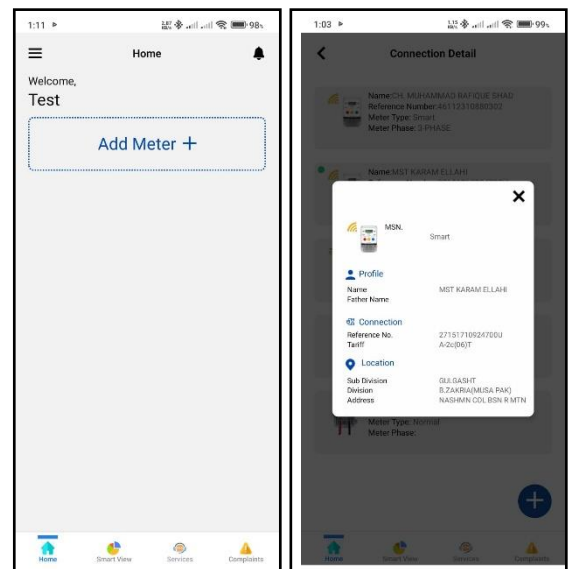 1:11
98%
Home
Welcome,
Test
Add Meter +
Home
Smart View
Services
Complaints
1:03
99%
Connection Detail
Name:CH. MUHAMMAD RAFIQUE SHAD
Reference Number:46112310800302
Meter Type: Smart
Meter Phase: 3-PHASE
Name:MST KARAM ELLAHI
MSN.
Smart
Profile
Name MST KARAM ELLAHI
Father Name
Connection
Reference No. 27151710924700U
Tariff A-2c(06)T
Location
Sub Division GULGASHT
Division B.ZAKRIA(MUSA PAK)
Address NASHMN COL BSN R MTN
Meter Type: Normal
Meter Phase:
Home
Smart View
Services
Complaints